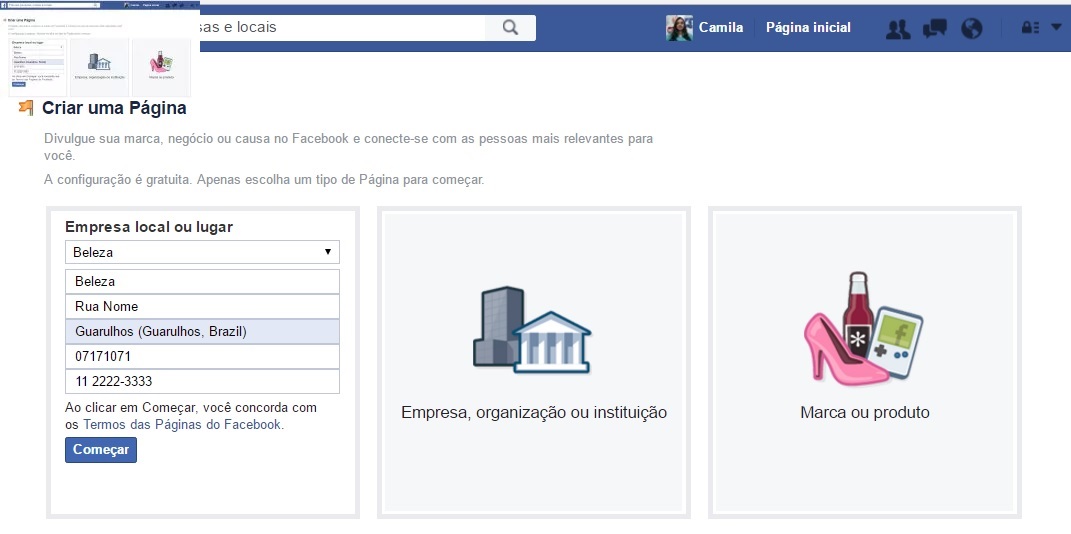 sas e locais
Camila
Página inicial
Criar uma Página
Divulgue sua marca, negócio ou causa no Facebook e conecte-se com as pessoas mais relevantes para
você.
A configuração é gratuita. Apenas escolha um tipo de Página para começar.
Empresa local ou lugar
Beleza
Beleza
Rua Nome
Guarulhos (Guarulhos, Brazil)
07171071
11 2222-3333
Ao clicar em Começar, você concorda com
os Termos das Páginas do Facebook.
Começar
Empresa, organização ou instituição
Marca ou produto